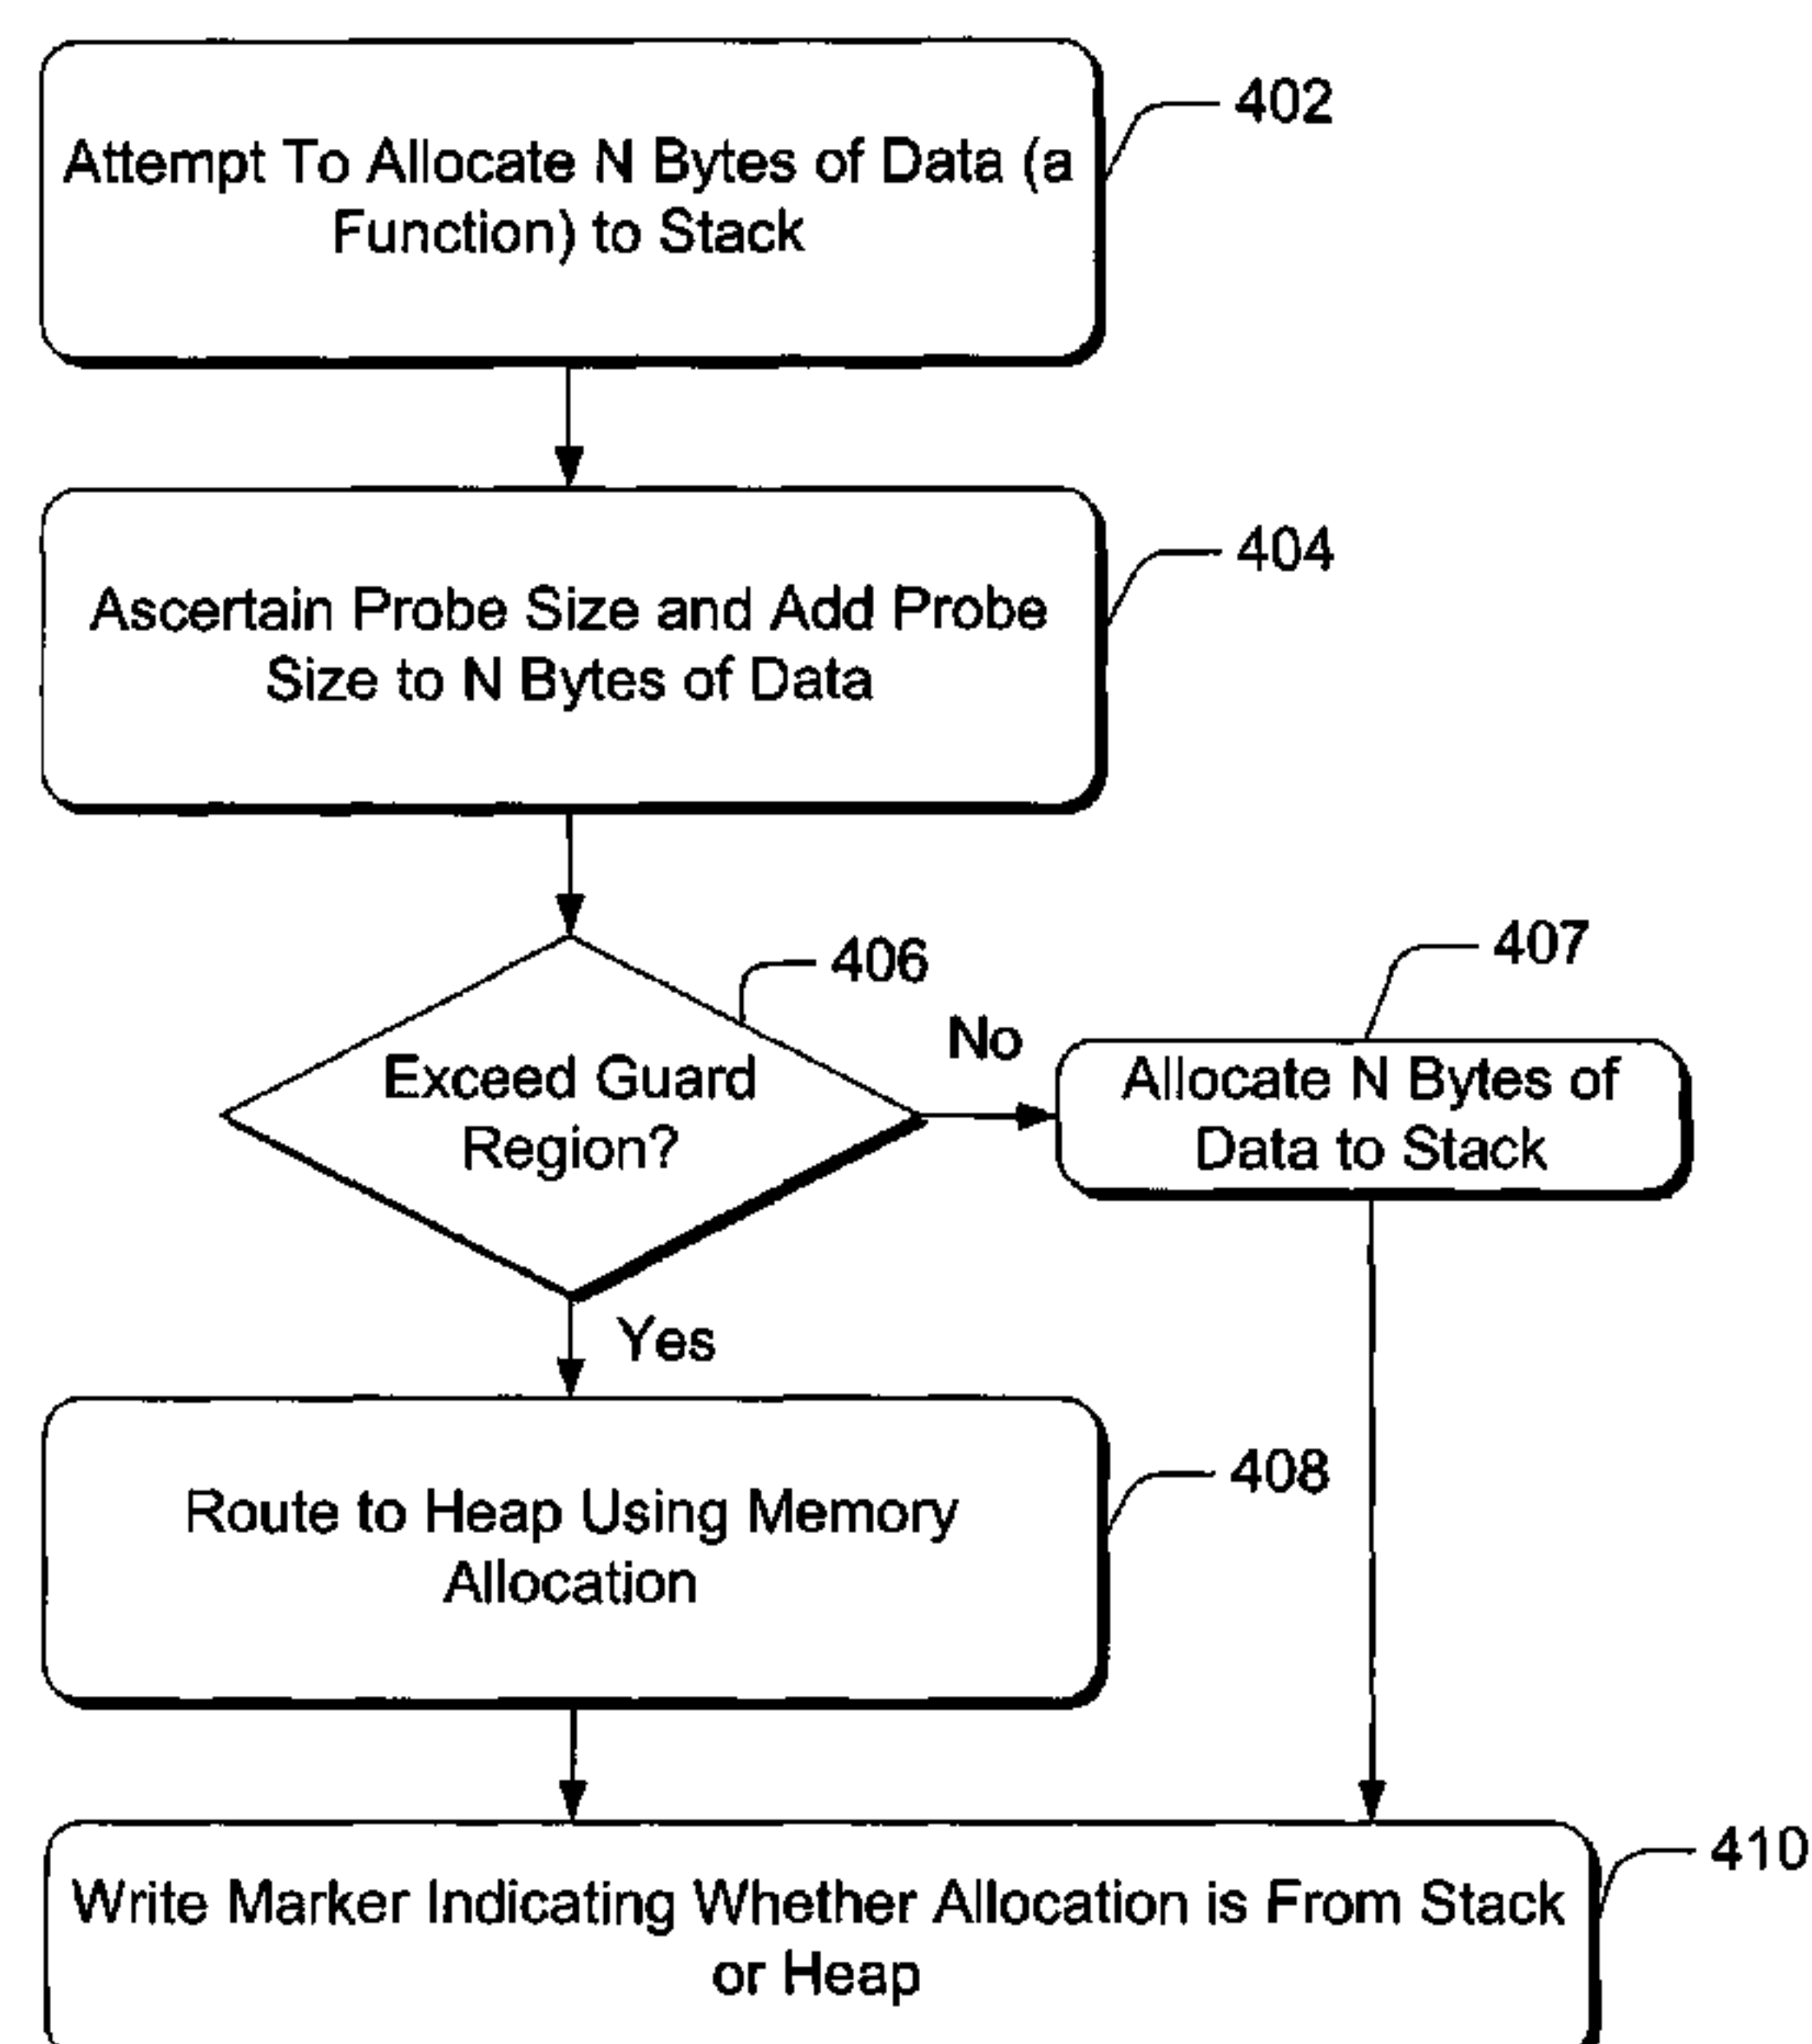 Attempt To Allocate N Bytes of Data (a
Function) to Stack
402
Ascertain Probe Size and Add Probe
Size to N Bytes of Data
404
406
Exceed Guard
Region?
No
407
Allocate N Bytes of
Data to Stack
Yes
Route to Heap Using Memory
Allocation
408
Write Marker Indicating Whether Allocation is From Stack
or Heap
410